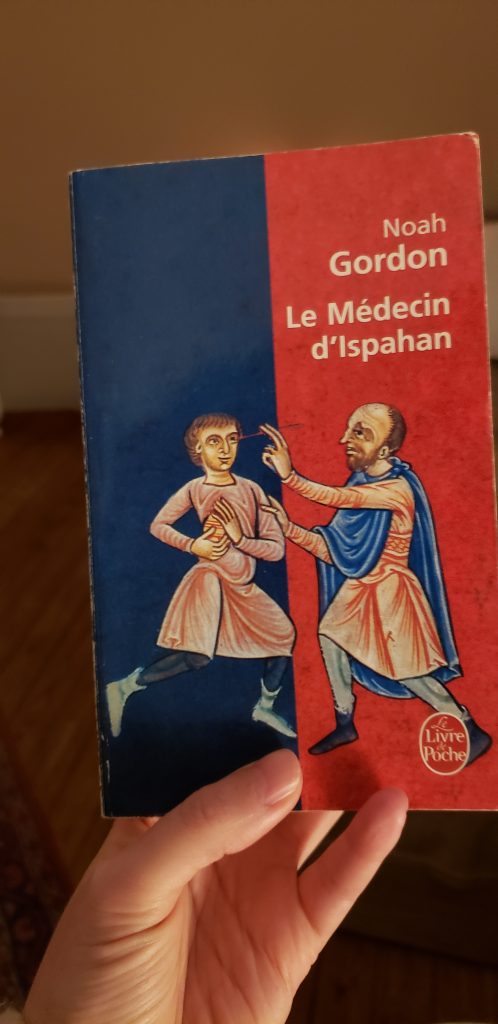 Noah
Gordon
Le Médecin
d'Ispahan
Le
Livre
de
Poche